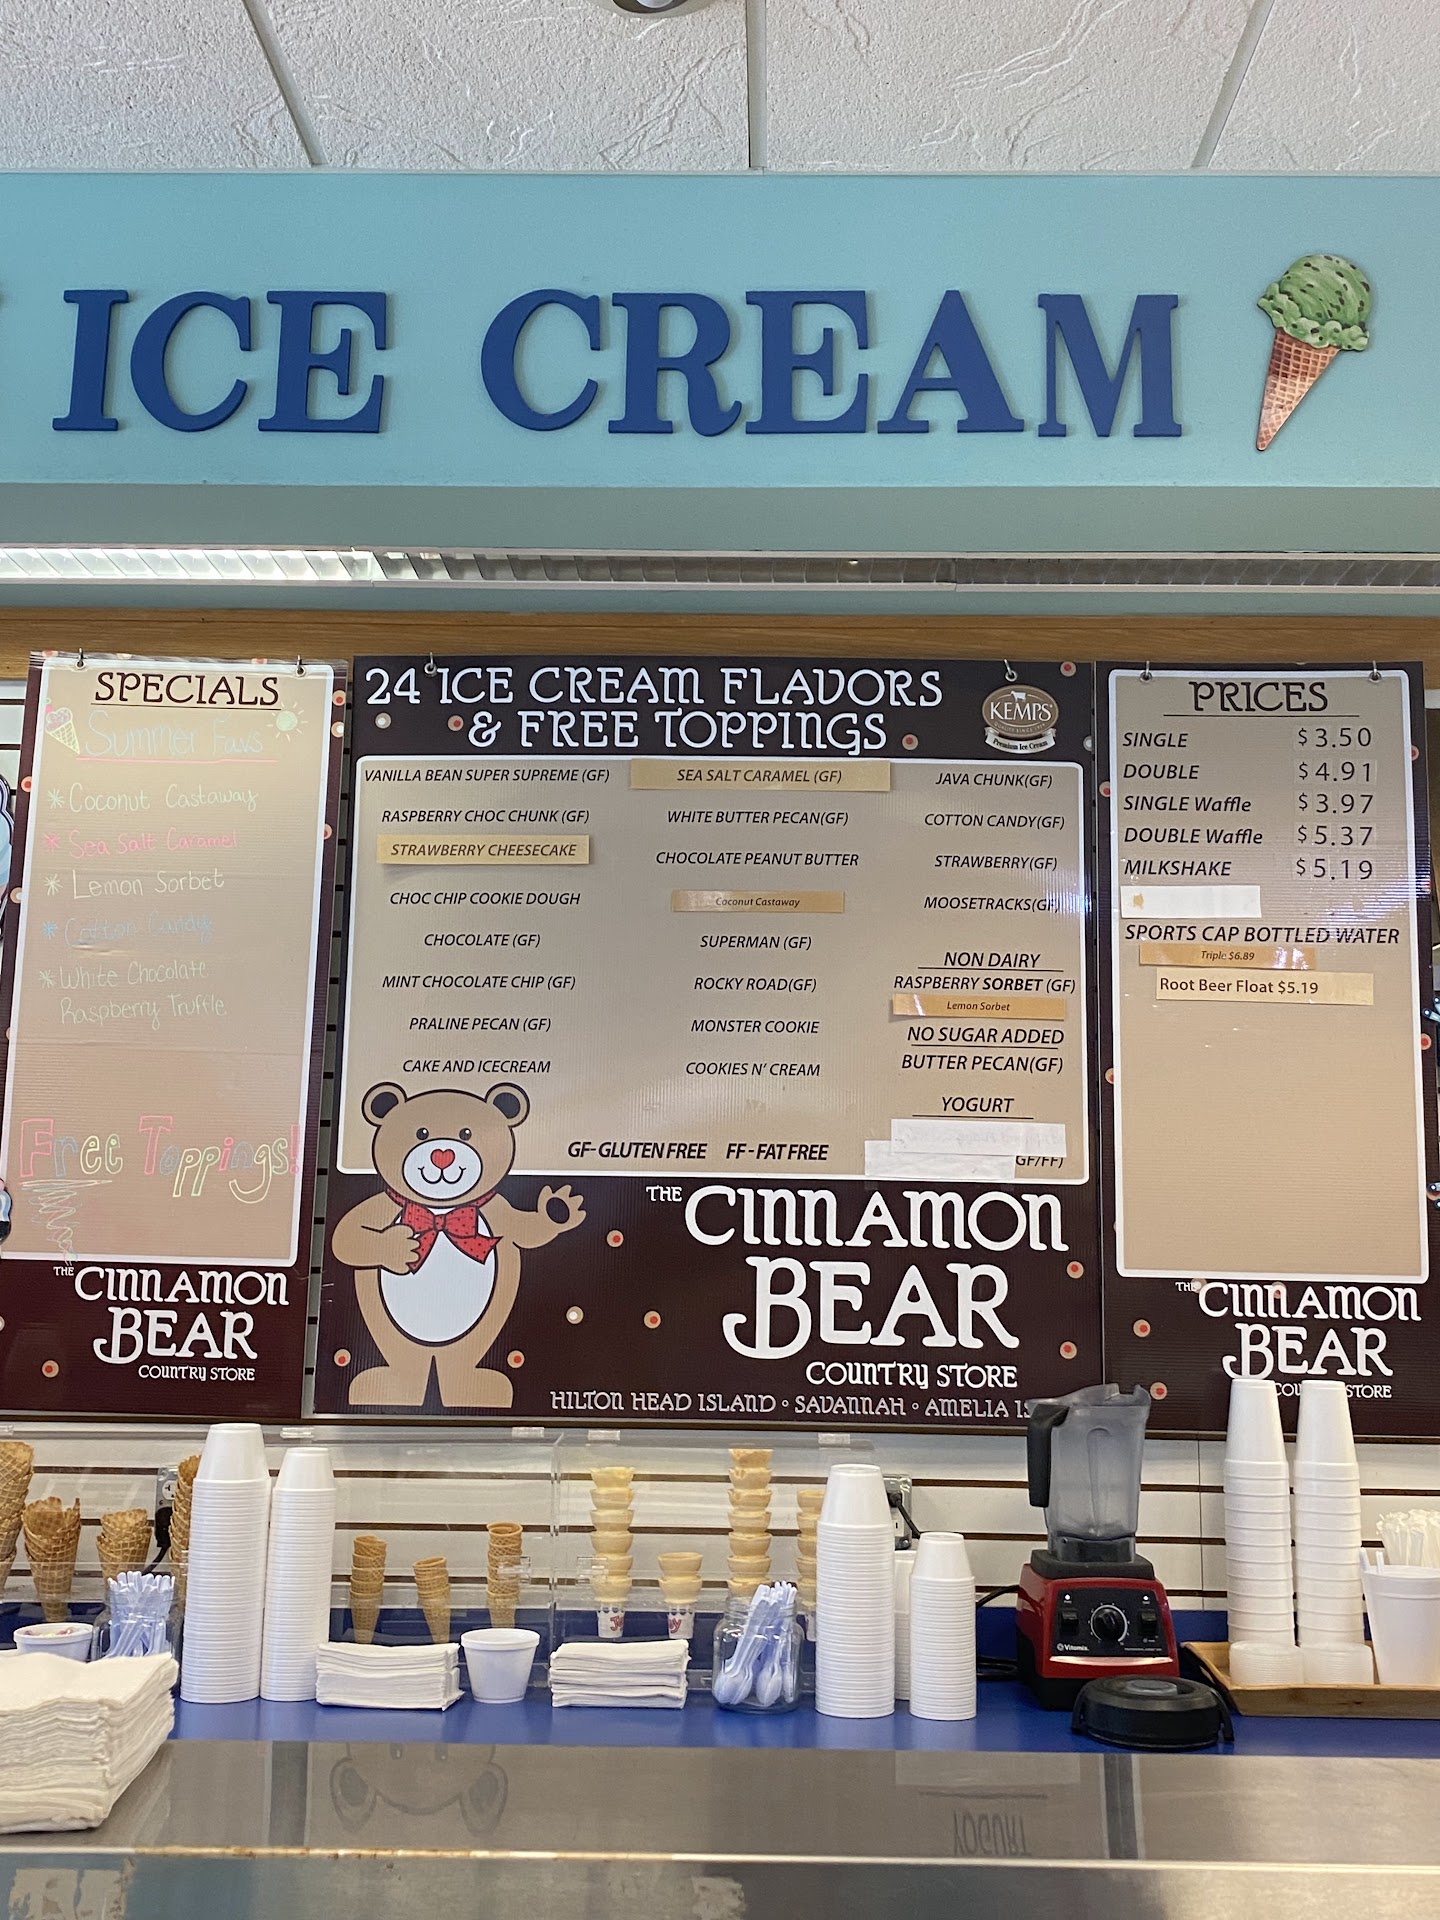 ICE CREAM
SPECIALS
Summer Favs
* Coconut Castaway
* Sea Salt Caramel
* Lemon Sorbet
* Cotton Candy
* White Chocolate
Raspberry Truffle
Free Toppings!
THE
CINNAMON
BEAR
COUNTRY STORE
24 ICE CREAM FLAVORS
& FREE TOPPINGS
KEMPS
Premium Ice Cream
VANILLA BEAN SUPER SUPREME (GF)
RASPBERRY CHOC CHUNK (GF)
STRAWBERRY CHEESECAKE
CHOC CHIP COOKIE DOUGH
CHOCOLATE (GF)
MINT CHOCOLATE CHIP (GF)
PRALINE PECAN (GF)
CAKE AND ICECREAM
SEA SALT CARAMEL (GF)
WHITE BUTTER PECAN(GF)
CHOCOLATE PEANUT BUTTER
Coconut Castaway
SUPERMAN (GF)
ROCKY ROAD(GF)
MONSTER COOKIE
COOKIES N' CREAM
JAVA CHUNK(GF)
COTTON CANDY(GF)
STRAWBERRY(GF)
MOOSETRACKS(GF)
NON DAIRY
RASPBERRY SORBET (GF)
Lemon Sorbet
NO SUGAR ADDED
BUTTER PECAN(GF)
YOGURT
GF/FF)
GF-GLUTEN FREE FF-FAT FREE
THE
CINNAMON
BEAR
COUNTRY STORE
HILTON HEAD ISLAND • SAVANNAH • AMELIA IS
PRICES
SINGLE $3.50
DOUBLE $4.91
SINGLE Waffle $3.97
DOUBLE Waffle $5.37
MILKSHAKE $5.19
SPORTS CAP BOTTLED WATER
Triple $6.89
Root Beer Float $5.19
THE
CINNAMON
BEAR
COUNTRY STORE
Vitamix
YOGURT